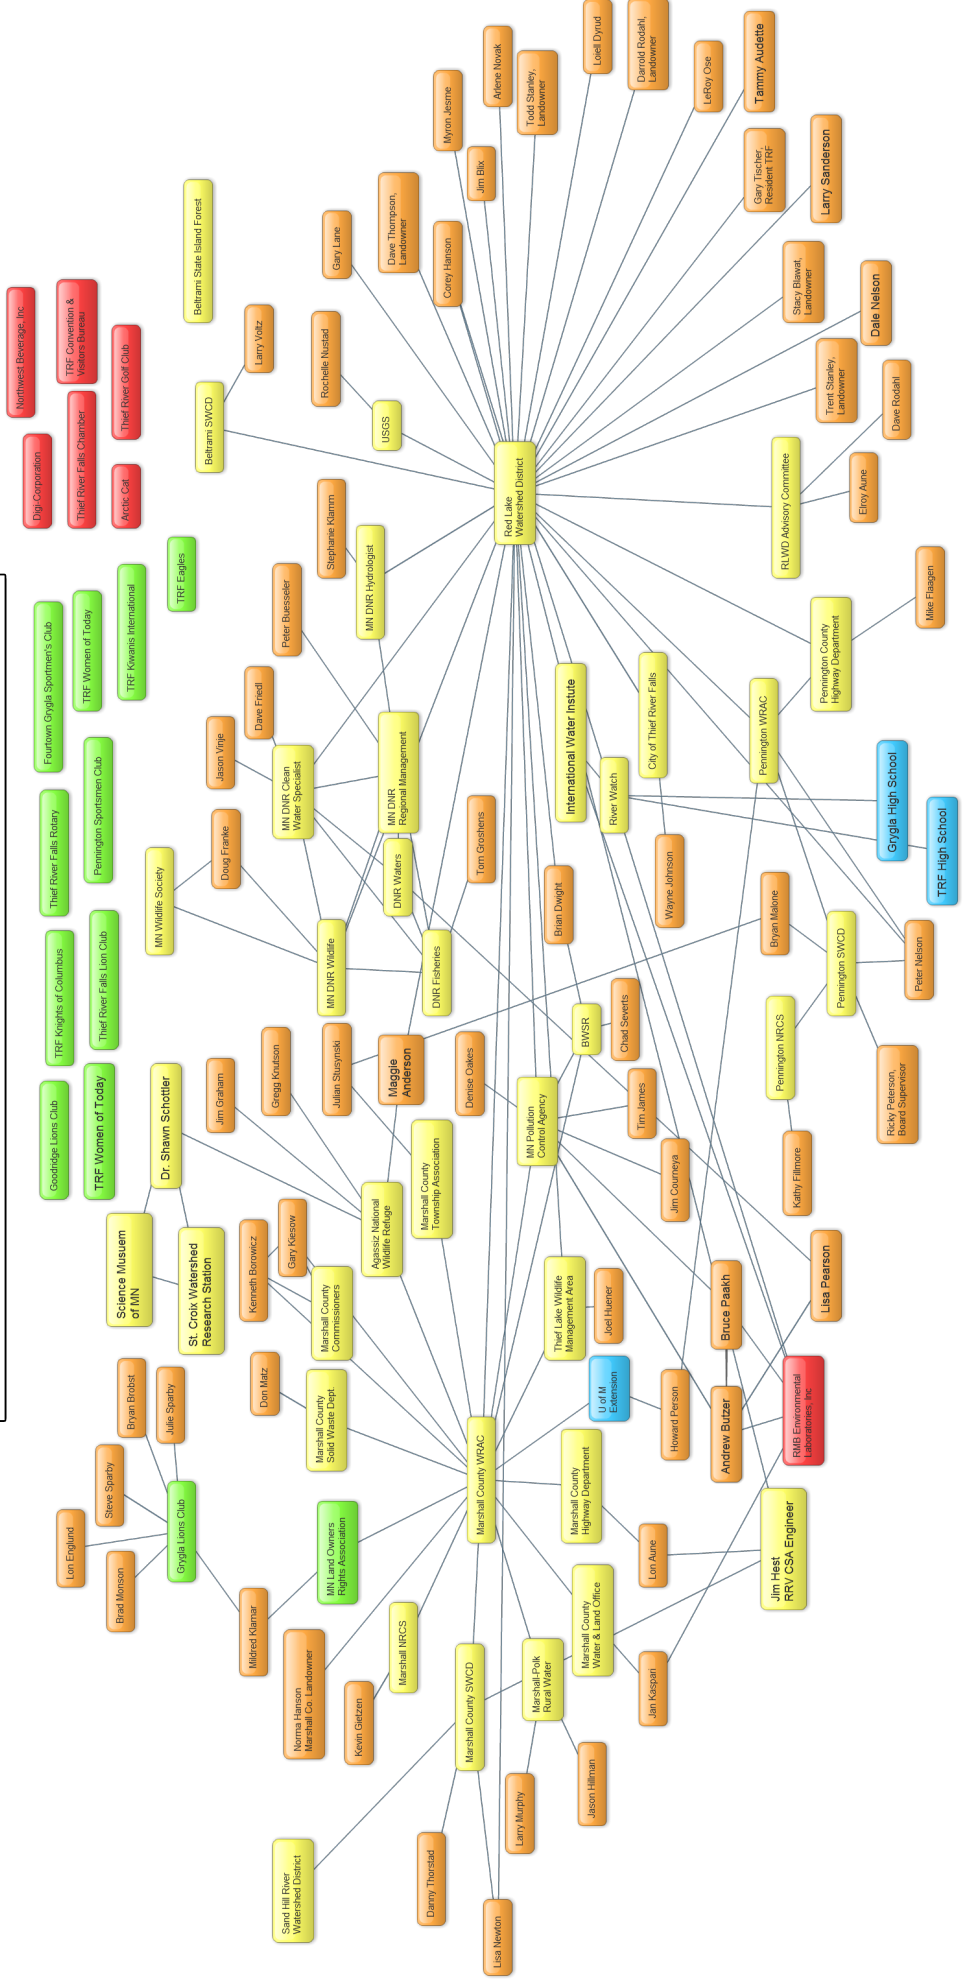 Northwest Beverage, Inc
Digi-Corporation
Goodridge Lions Club
TRF Knights of Columbus
Thief River Falls Rotary
Fourtown Grygla Sportmen's Club
Lon Englund
Thief River Falls Chamber
TRF Convention &
Visitors Bureau
TRF Women of Today
Thief River Falls Lion Club
Pennington Sportsmen Club
TRF Women of Today
Brad Monson
Steve Sparby
Bryan Brobst
Science Musuem
of MN
TRF Kiwanis International
Arctic Cat
Thief River Golf Club
Julie Sparby
Dr. Shawn Schottler
MN Wildlife Society
Grygla Lions Club
TRF Eagles
St. Croix Watershed
Research Station
Beltrami SWCD
Beltrami State Island Forest
Jim Graham
Doug Franke
Jason Vinje
Mildred Klamar
Don Matz
Kenneth Borowicz
Dave Friedl
Larry Voltz
Gary Kiesow
Gregg Knutson
MN DNR Clean
Water Specialist
Peter Buesseler
Sand Hill River
Watershed District
Norma Hanson
Marshall Co. Landowner
MN Land Owners
Rights Association
Marshall County
Solid Waste Dept.
Marshall County
Commissioners
Julian Stusynski
MN DNR Wildlife
Stephanie Klamm
Rochelle Nustad
Gary Lane
Kevin Gietzen
MN DNR Hydrologist
USGS
Marshall NRCS
Agassiz National
Wildlife Refuge
Maggie
Anderson
DNR Waters
MN DNR
Regional Management
Dave Thompson,
Landowner
Danny Thorstad
Marshall County
Township Association
DNR Fisheries
Corey Hanson
Myron Jesme
Marshall County SWCD
Marshall County WRAC
Denise Oakes
Tom Groshens
Jim Blix
Lisa Newton
Arlene Novak
Red Lake
Watershed District
Larry Murphy
Marshall-Polk
Rural Water
MN Pollution
Control Agency
Todd Stanley,
Landowner
Thief Lake Wildlife
Management Area
Brian Dwight
International Water Instute
Jason Hillman
Marshall County
Water & Land Office
Marshall County
Highway Department
BWSR
Loiell Dyrud
Joel Huener
U of M
Extension
River Watch
Chad Severts
Tim James
City of Thief River Falls
Darrold Rodahl,
Landowner
Jan Kaspari
Lon Aune
Howard Person
Jim Courneya
Wayne Johnson
LeRoy Ose
Andrew Butzer
Bruce Paakh
Tammy Audette
Jim Hest
RRV CSA Engineer
Bryan Malone
Pennington WRAC
Gary Tischer,
Resident TRF
RMB Environmental
Laboratories, Inc
Kathy Fillmore
Pennington NRCS
RLWD Advisory Committee
Stacy Blawat,
Landowner
Lisa Pearson
Pennington SWCD
Pennington County
Highway Department
Trent Stanley,
Landowner
Larry Sanderson
Elroy Aune
Dale Nelson
Ricky Peterson,
Board Supervisor
Grygla High School
Dave Rodahl
Peter Nelson
TRF High School
Mike Flaagen